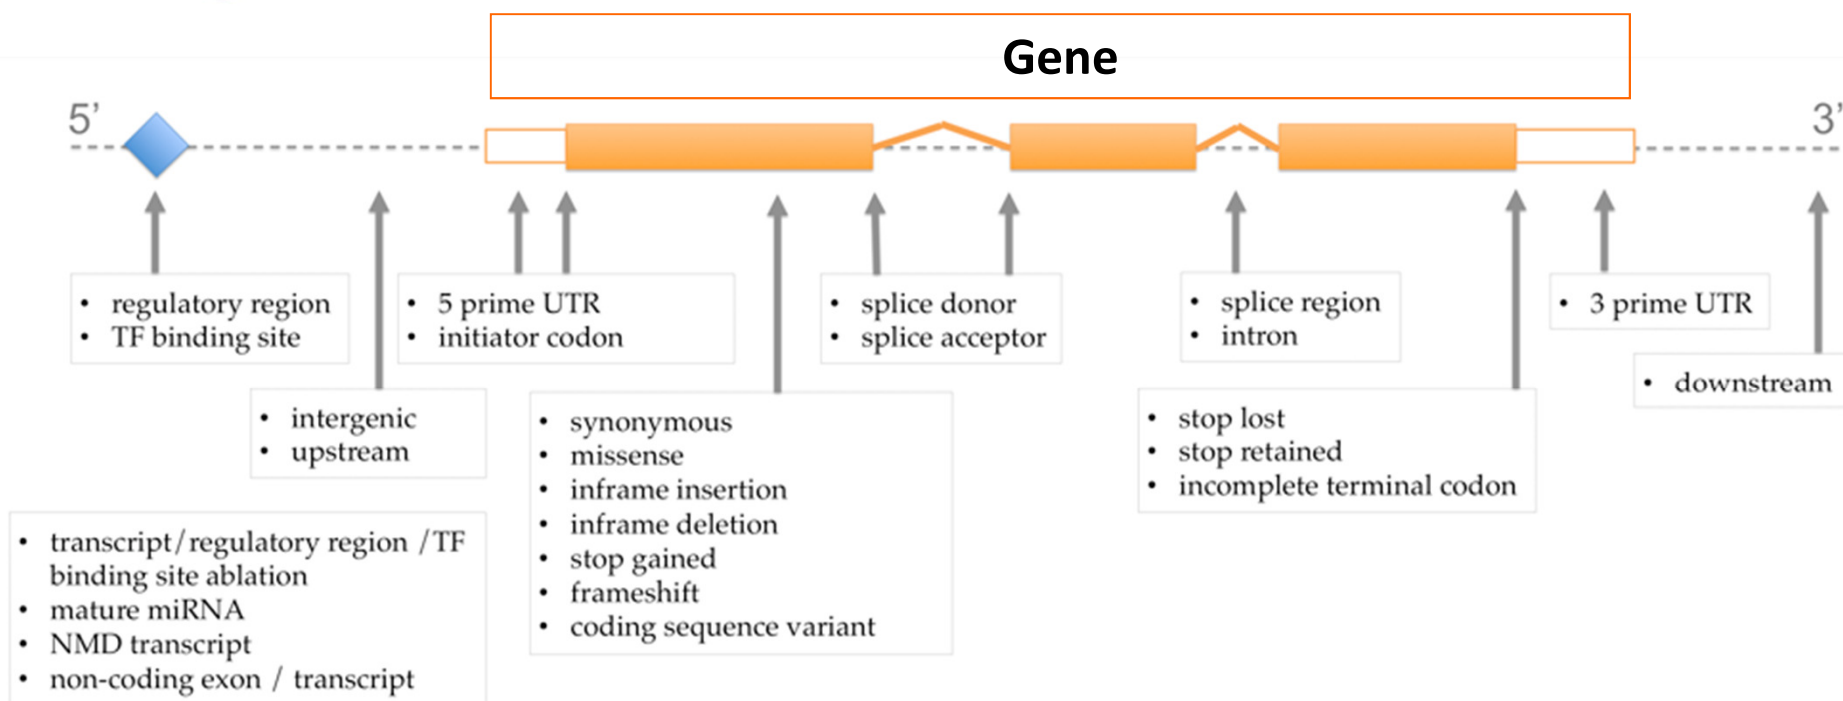 Gene
5’
3’
• regulatory region
• TF binding site
• 5 prime UTR
• initiator codon
• splice donor
• splice acceptor
• splice region
• intron
• 3 prime UTR
• downstream
• intergenic
• upstream
• synonymous
• missense
• inframe insertion
• inframe deletion
• stop gained
• frameshift
• coding sequence variant
• stop lost
• stop retained
• incomplete terminal codon
• transcript/regulatory region /TF
binding site ablation
• mature miRNA
• NMD transcript
• non-coding exon / transcript